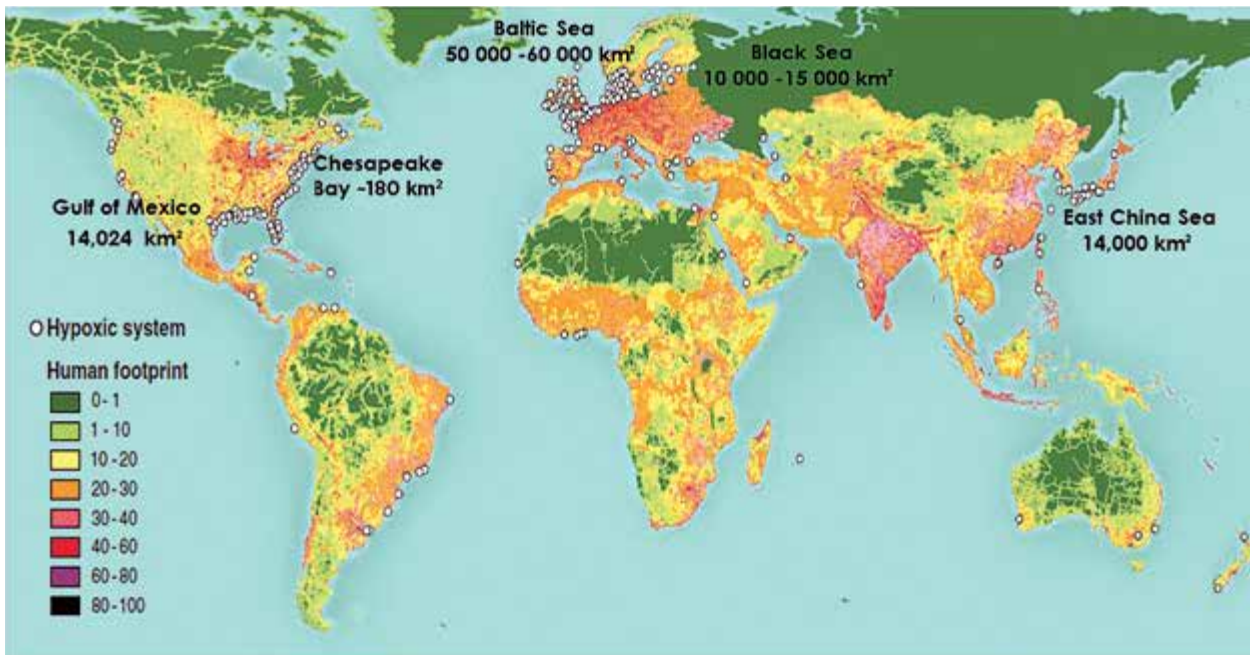 Baltic Sea
50 000 -60 000 km²
Black Sea
10 000 -15 000 km²
Chesapeake
Bay ~180 km²
Gulf of Mexico
14,024 km²
East China Sea
14,000 km²
Hypoxic system
Human footprint
0 - 1
1 - 10
10 - 20
20 - 30
30 - 40
40 - 60
60 - 80
80 - 100